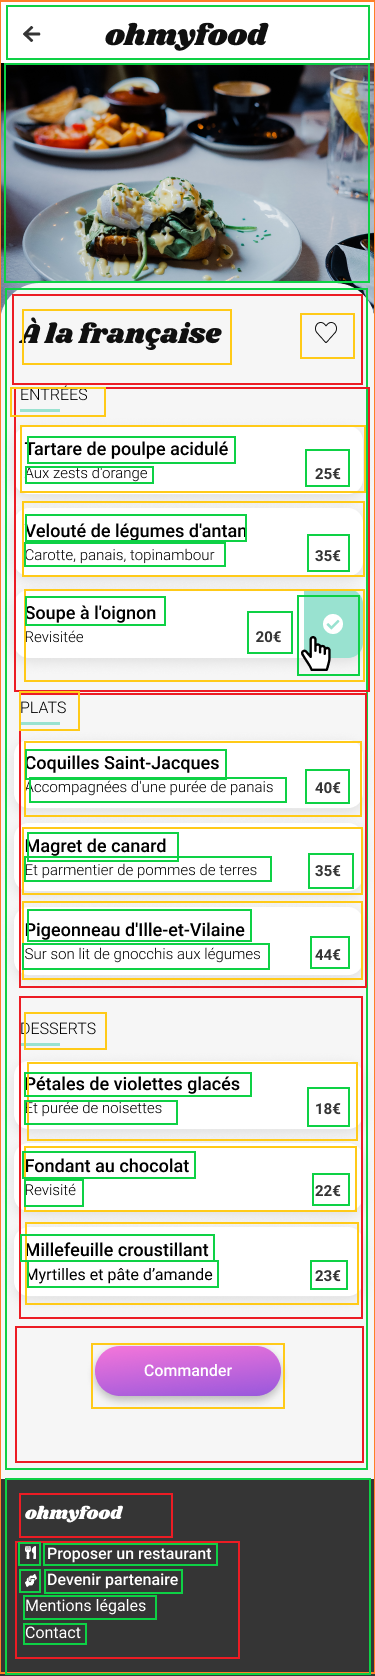 ohmyfood
À la française
ENTRÉES
Tartare de poulpe acidulé
Aux zests d'orange
25€
Velouté de légumes d'antan
Carotte, panais, topinambour
35€
Soupe à l'oignon
Revisitée
20€
PLATS
Coquilles Saint-Jacques
Accompagnées d'une purée de panais
40€
Magret de canard
Et parmentier de pommes de terres
35€
Pigeonneau d'Ille-et-Vilaine
Sur son lit de gnocchis aux légumes
44€
DESSERTS
Pétales de violettes glacés
Et purée de noisettes
18€
Fondant au chocolat
Revisité
22€
Millefeuille croustillant
Myrtilles et pâte d’amande
23€
Commander
ohmyfood
Proposer un restaurant
Devenir partenaire
Mentions légales
Contact